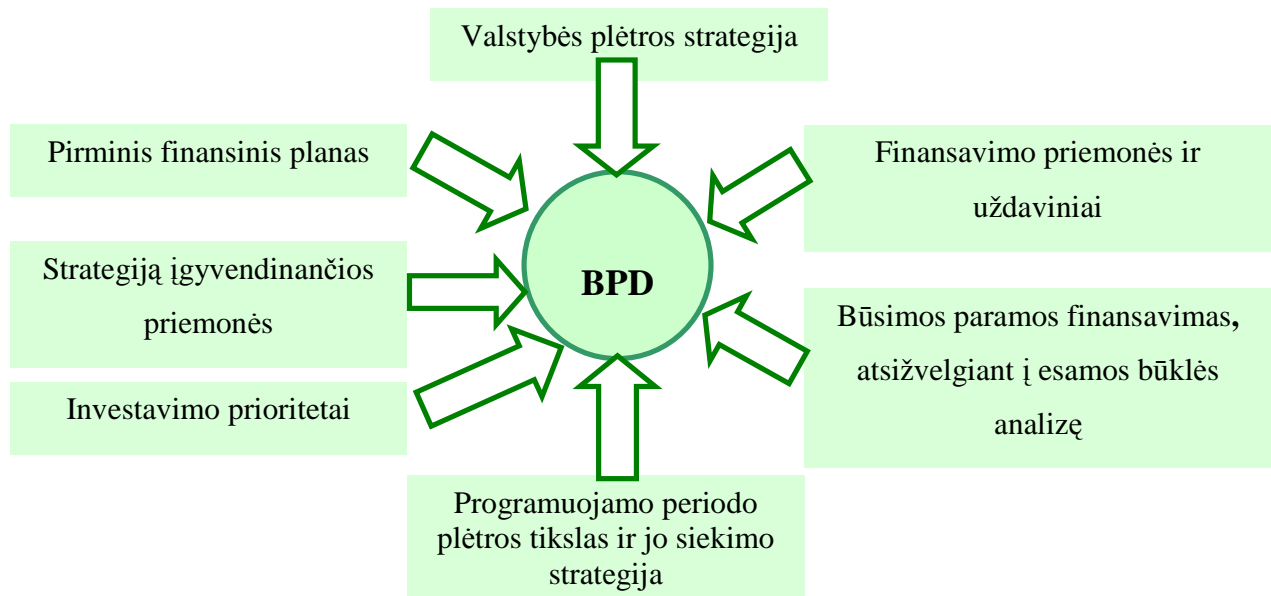 Valstybės plėtros strategija
Pirminis finansinis planas
Finansavimo priemonės ir
uždaviniai
Strategiją įgyvendinančios
priemonės
BPD
Būsimos paramos finansavimas,
atsižvelgiant į esamos būklės
analizę
Investavimo prioritetai
Programuojamo periodo
plėtros tikslas ir jo siekimo
strategija